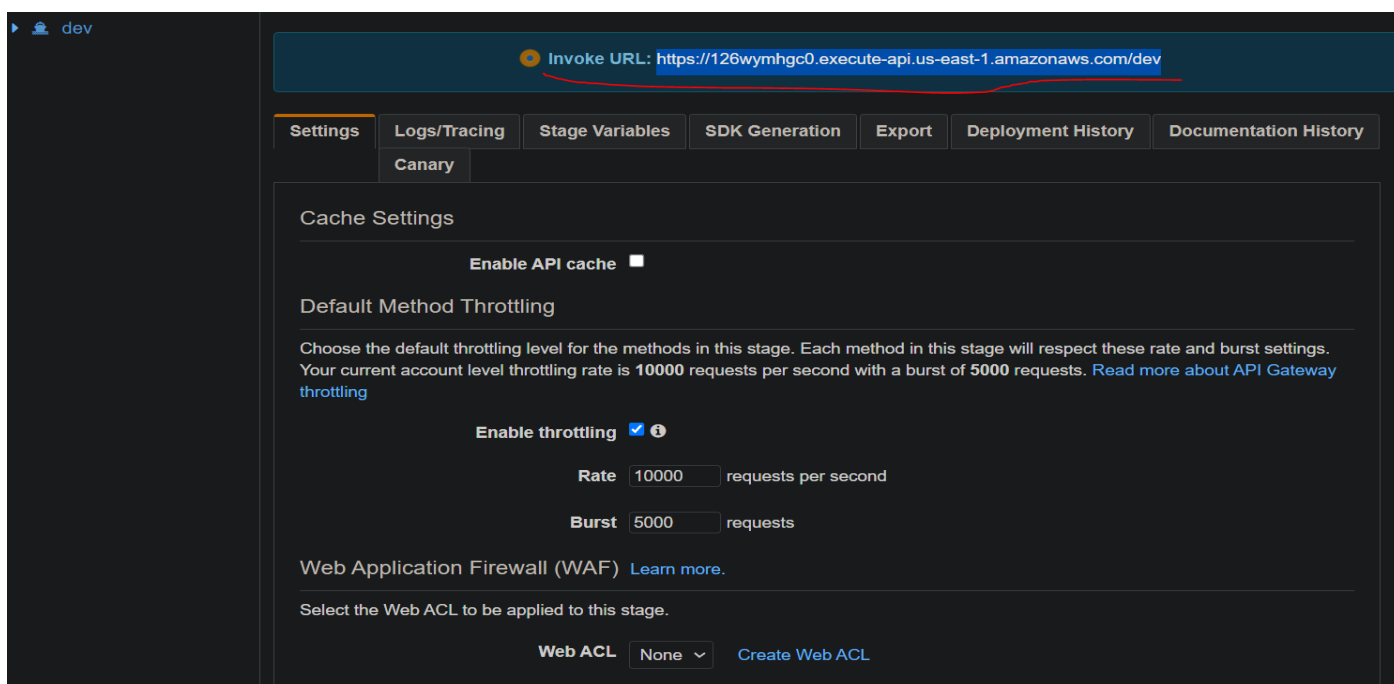 dev
Invoke URL: https://126wymhgc0.execute-api.us-east-1.amazonaws.com/dev
Settings Logs/Tracing Stage Variables SDK Generation Export Deployment History Documentation History
Canary
Cache Settings
Enable API cache
Default Method Throttling
Choose the default throttling level for the methods in this stage. Each method in this stage will respect these rate and burst settings.
Your current account level throttling rate is 10000 requests per second with a burst of 5000 requests. Read more about API Gateway
throttling
Enable throttling
Rate 10000 requests per second
Burst 5000 requests
Web Application Firewall (WAF) Learn more.
Select the Web ACL to be applied to this stage.
Web ACL None Create Web ACL